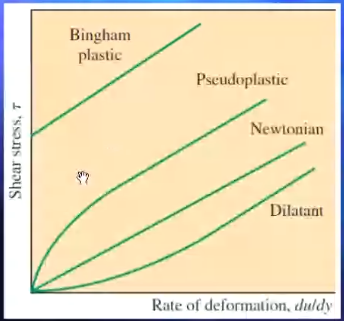 Bingham
plastic
Pseudoplastic
Newtonian
Dilatant
Shear stress, τ
Rate of deformation, du/dy